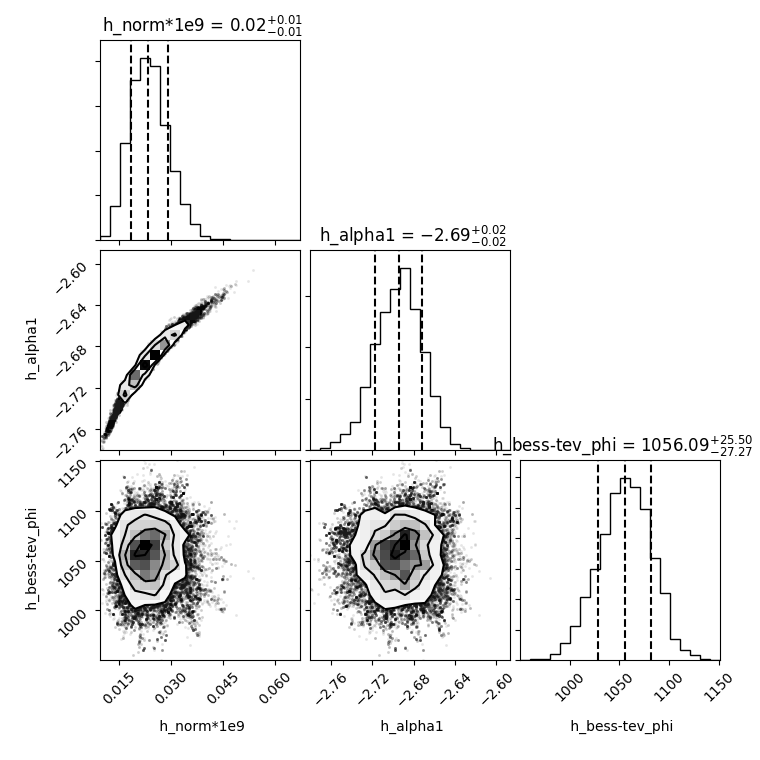 h_norm*1e9 = 0.02+0.01−0.01
h_alpha1 = −2.69+0.02−0.02
−2.60
−2.64
−2.68
−2.72
−2.76
h_alpha1
h_bess-tev_phi = 1056.09+25.50−27.27
1150
1100
1050
1000
h_bess-tev_phi
0.015 0.030 0.045 0.060
−2.76 −2.72 −2.68 −2.64 −2.60
1000 1050 1100 1150
h_norm*1e9
h_alpha1
h_bess-tev_phi